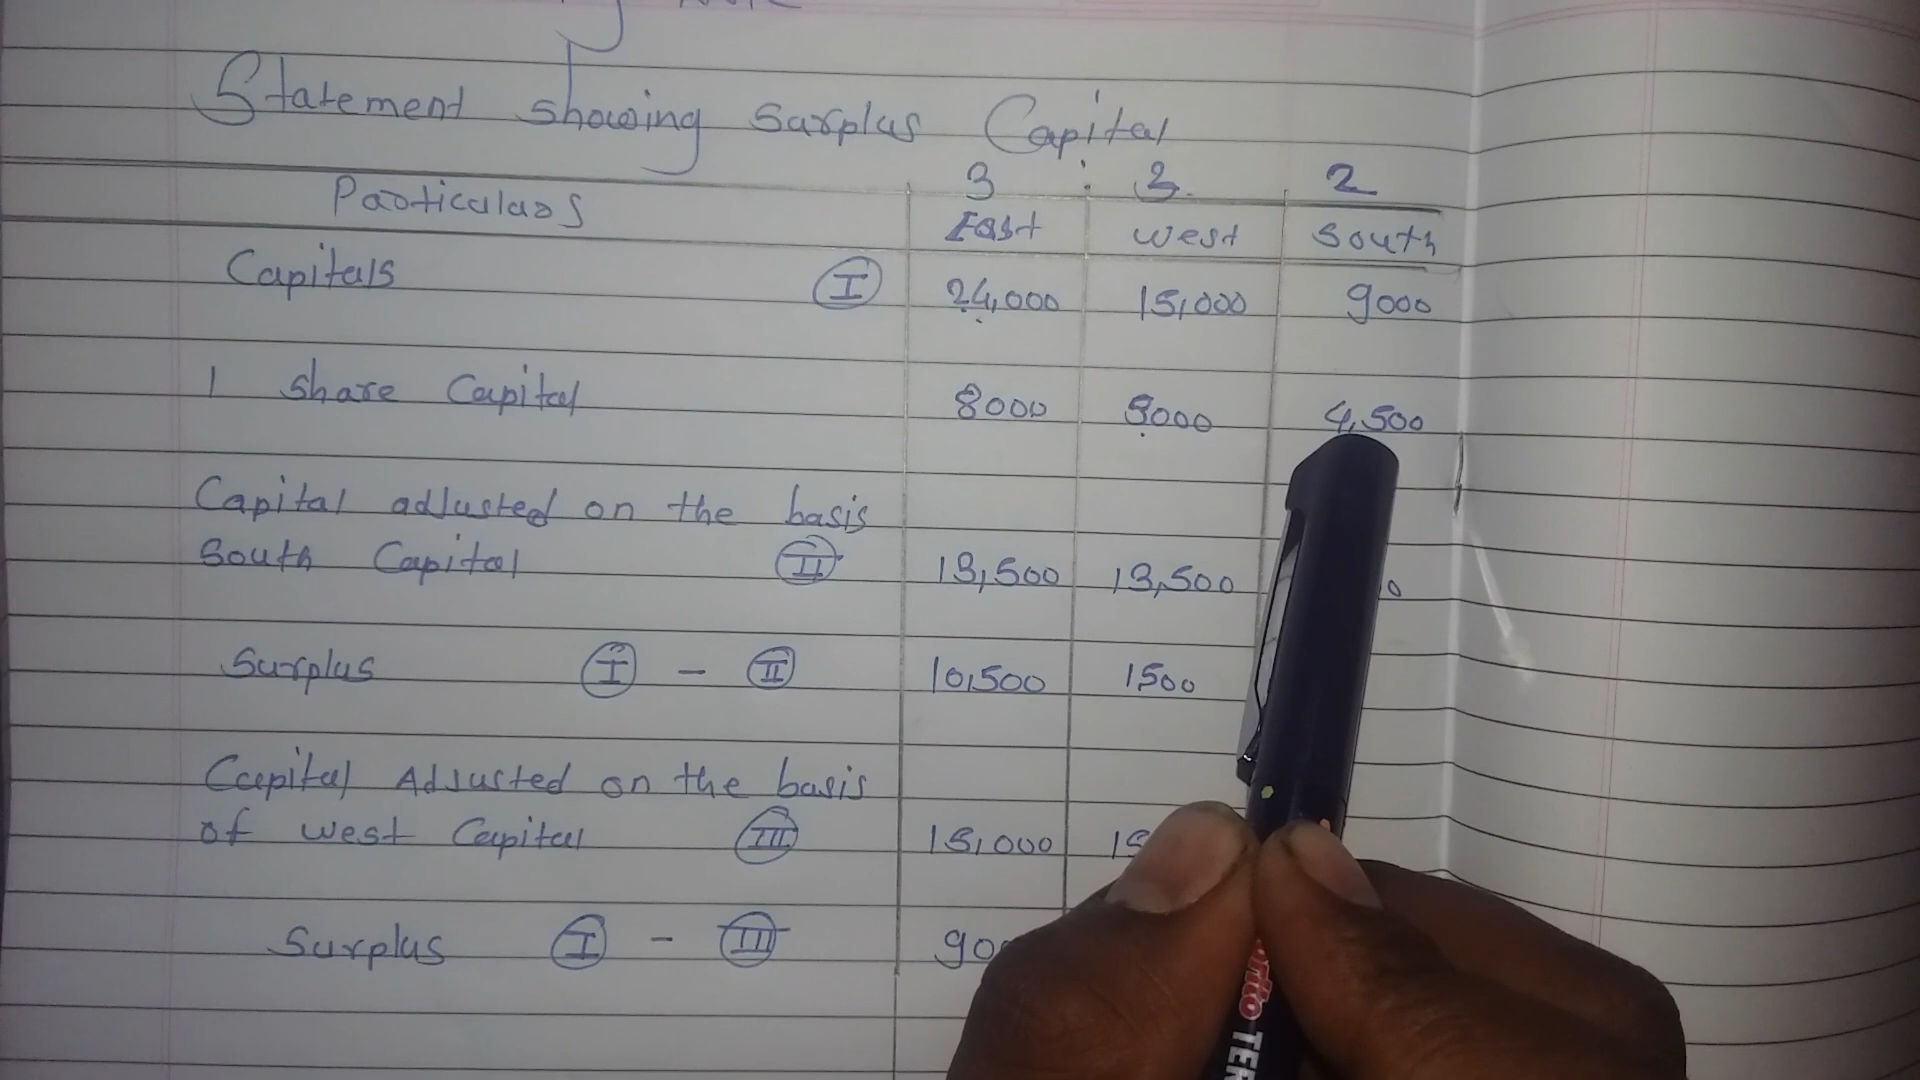 Statement showing Surplus Capital
3 : 3. 2
Particulars East West South
Capitals I 24,000 15,000 9000
1 share Capital 8000 5000 4,500
Capital adjusted on the basis
South Capital II 13,500 13,500
Surplus I - II 10,500 1500
Capital Adjusted on the basis
of west Capital III 15,000
Surplus I - III